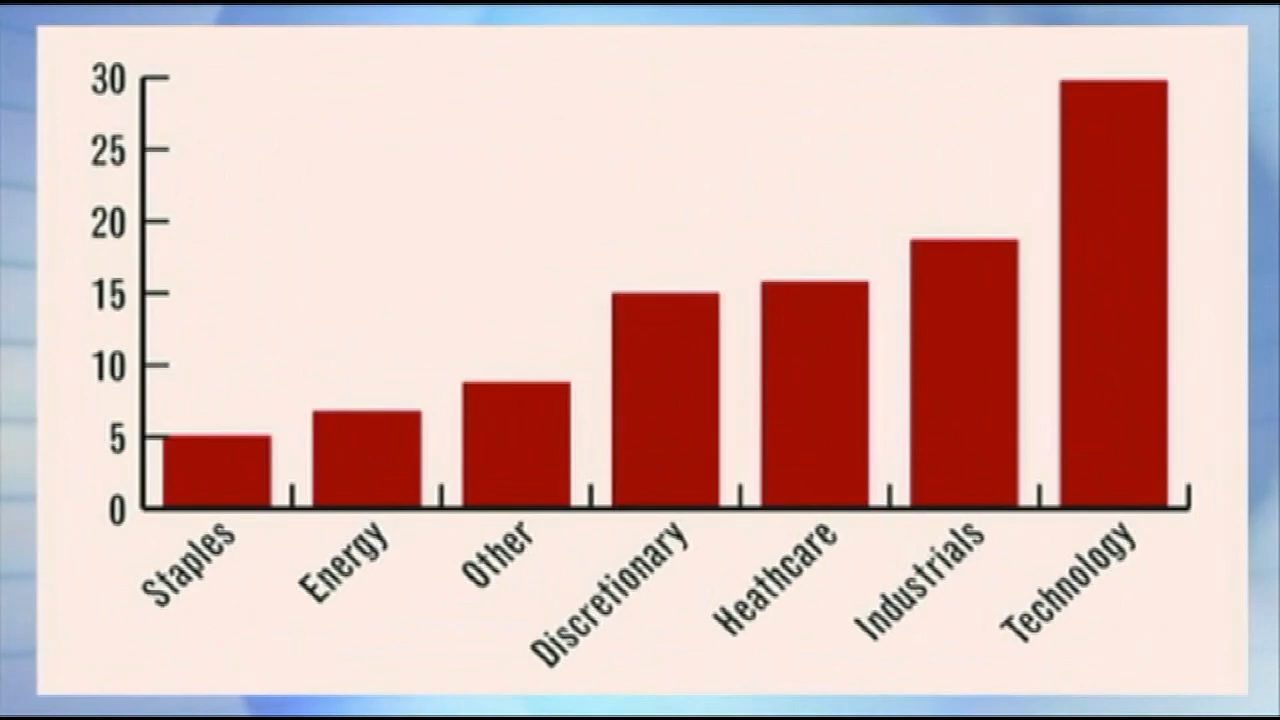 30
25
20
15
10
5
0
Staples
Energy
Other
Discretionary
Heathcare
Industrials
Technology